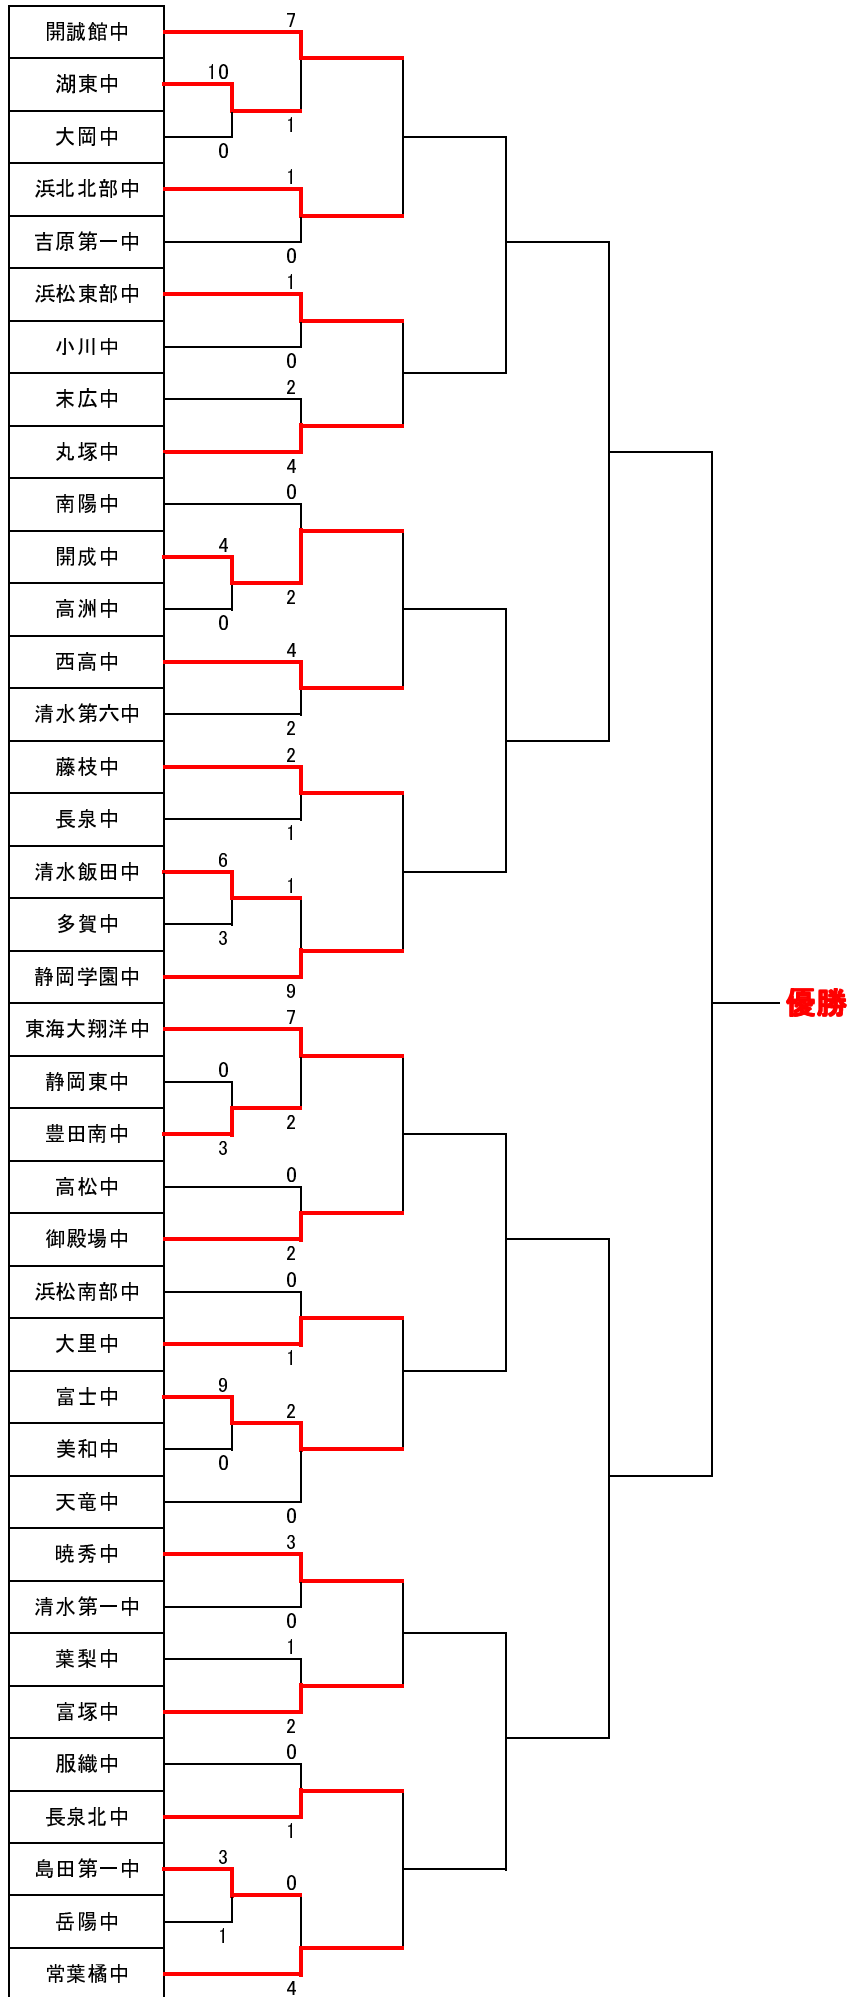 開誠館中
7
湖東中
10
大岡中
0
1
浜北北部中
1
吉原第一中
0
浜松東部中
1
小川中
0
末広中
2
丸塚中
4
南陽中
0
開成中
4
高洲中
0
2
西高中
4
清水第六中
2
藤枝中
2
長泉中
1
清水飯田中
6
1
多賀中
3
静岡学園中
9
優勝
東海大翔洋中
7
静岡東中
0
豊田南中
3
2
高松中
0
御殿場中
2
浜松南部中
0
大里中
1
富士中
9
2
美和中
0
天竜中
0
暁秀中
3
清水第一中
0
葉梨中
1
富塚中
2
服織中
0
長泉北中
1
島田第一中
3
0
岳陽中
1
常葉橘中
4